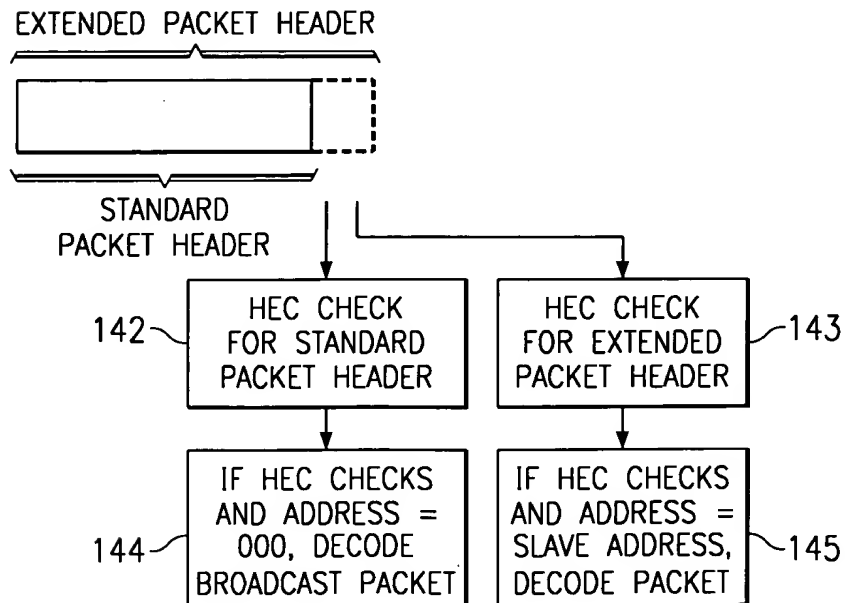 EXTENDED PACKET HEADER
STANDARD
PACKET HEADER
142
HEC CHECK
FOR STANDARD
PACKET HEADER
HEC CHECK
FOR EXTENDED
PACKET HEADER
143
144
IF HEC CHECKS
AND ADDRESS =
000, DECODE
BROADCAST PACKET
IF HEC CHECKS
AND ADDRESS =
SLAVE ADDRESS,
DECODE PACKET
145